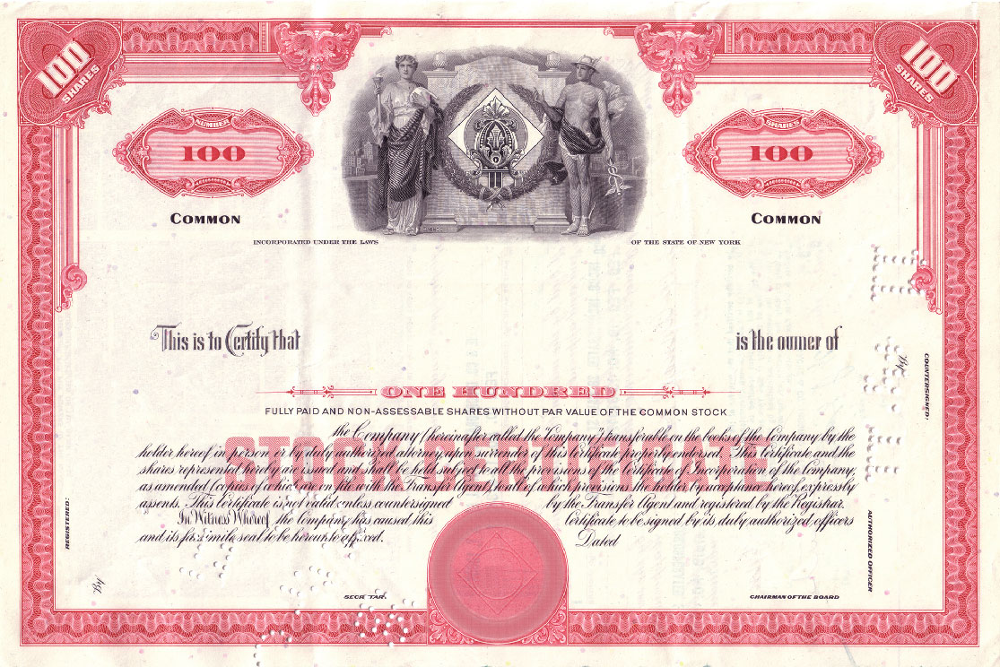 100
SHARES
100
SHARES
NUMBER
100
SHARES
100
COMMON
COMMON
INCORPORATED UNDER THE LAWS
OF THE STATE OF NEW YORK
This is to Certify that
is the owner of
ONE HUNDRED
FULLY PAID AND NON-ASSESSABLE SHARES WITHOUT PAR VALUE OF THE COMMON STOCK
STOCK CERTIFICATE
the Company (hereinafter called the "Company") transferable on the books of the Company by the
holder hereof in person or by duly authorized attorney upon surrender of this Certificate properly endorsed. This Certificate and the
shares represented hereby are issued and shall be held subject to all the provisions of the Certificate of Incorporation of the Company,
as amended (copies of which are on file with the Transfer Agent), to all of which provisions the holder, by acceptance hereof, expressly
assents. This Certificate is not valid unless countersigned by the Transfer Agent and registered by the Registrar.
In Witness Whereof, the Company has caused this Certificate to be signed by its duly authorized officers
and its facsimile seal to be hereunto affixed.
Dated
SECRETARY
CHAIRMAN OF THE BOARD
REGISTERED:
By
COUNTERSIGNED:
By
AUTHORIZED OFFICER